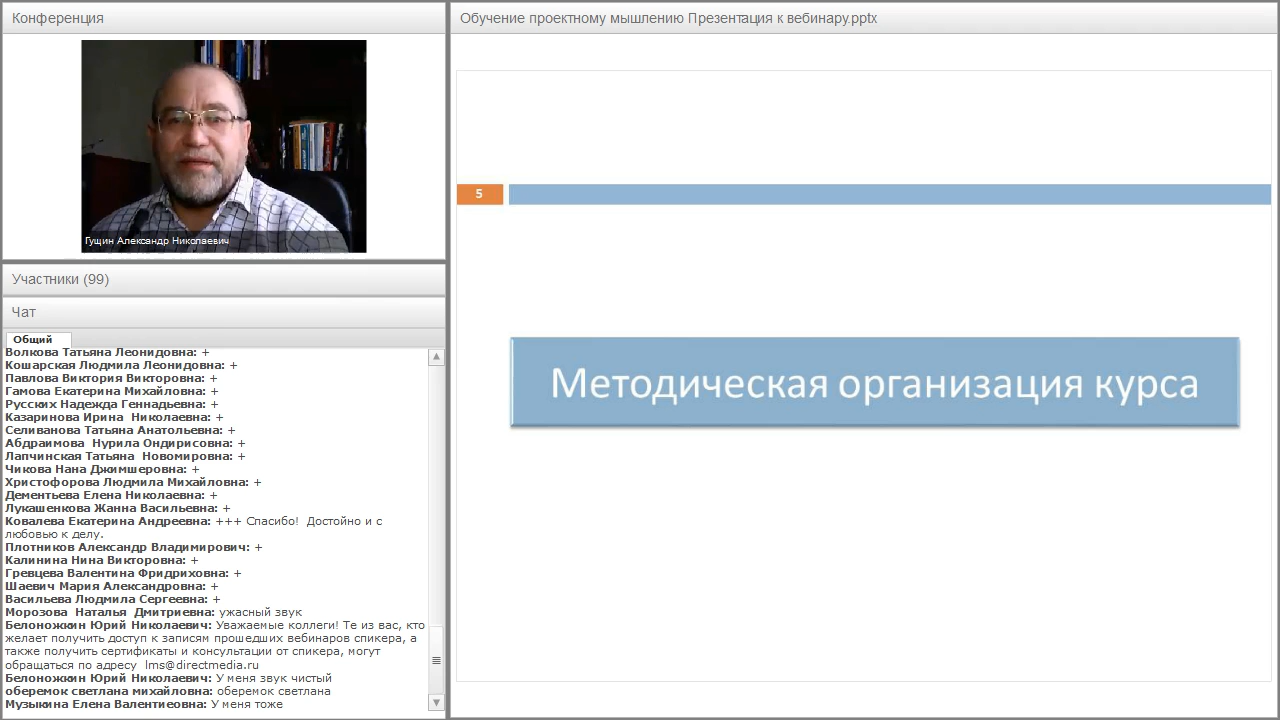 Конференция
Гущин Александр Николаевич
Участники (99)
Чат
Общий
Волкова Татьяна Леонидовна: +
Кошарская Людмила Леонидовна: +
Павлова Виктория Викторовна: +
Гамова Екатерина Михайловна: +
Русских Надежда Геннадьевна: +
Казаринова Ирина Николаевна: +
Селиванова Татьяна Анатольевна: +
Абдраимова Нурила Ондирисовна: +
Лапчинская Татьяна Новомировна: +
Чикова Нана Джимшеровна: +
Христофорова Людмила Михайловна: +
Дементьева Елена Николаевна: +
Лукашенкова Жанна Васильевна: +
Ковалева Екатерина Андреевна: +++ Спасибо! Достойно и с
любовью к делу.
Плотников Александр Владимирович: +
Калинина Нина Викторовна: +
Гревцева Валентина Фридриховна: +
Шаевич Мария Александровна: +
Васильева Людмила Сергеевна: +
Морозова Наталья Дмитриевна: ужасный звук
Белоножкин Юрий Николаевич: Уважаемые коллеги! Те из вас, кто
желает получить доступ к записям прошедших вебинаров спикера, а
также получить сертификаты и консультации от спикера, могут
обращаться по адресу lms@directmedia.ru
Белоножкин Юрий Николаевич: У меня звук чистый
оберемок светлана михайловна: оберемок светлана
Музыкина Елена Валентиеовна: У меня тоже
Обучение проектному мышлению Презентация к вебинару.pptx
5
Методическая организация курса